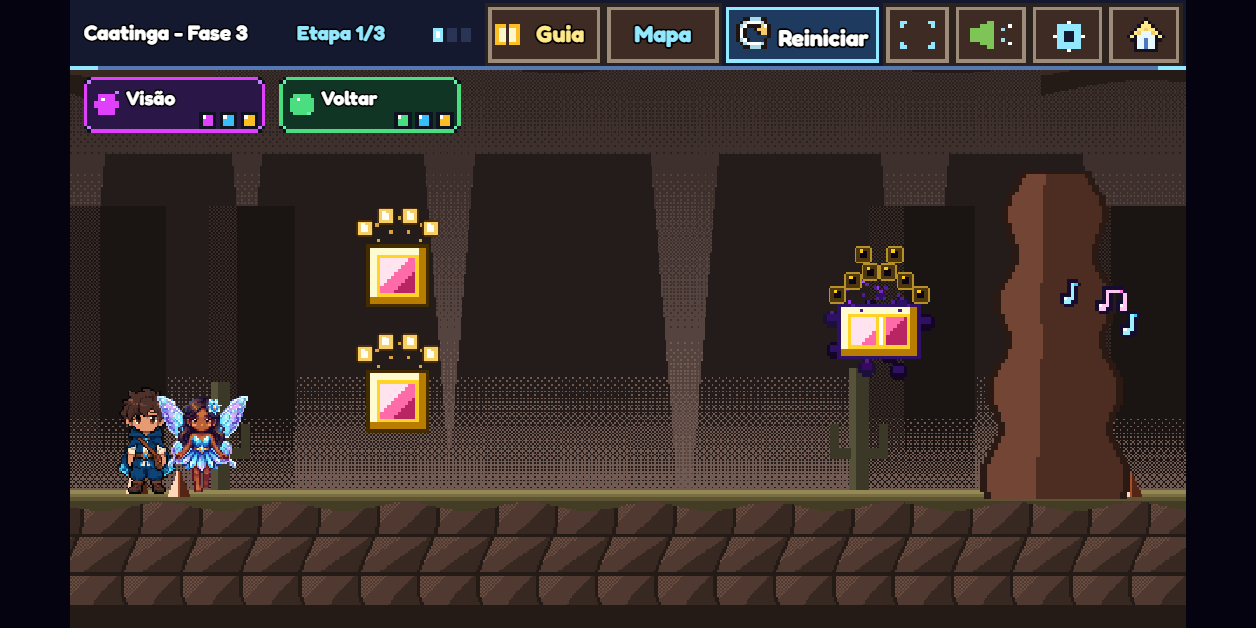 Caatinga - Fase 3
Etapa 1/3
Guia
Mapa
Reiniciar
Visão
Voltar